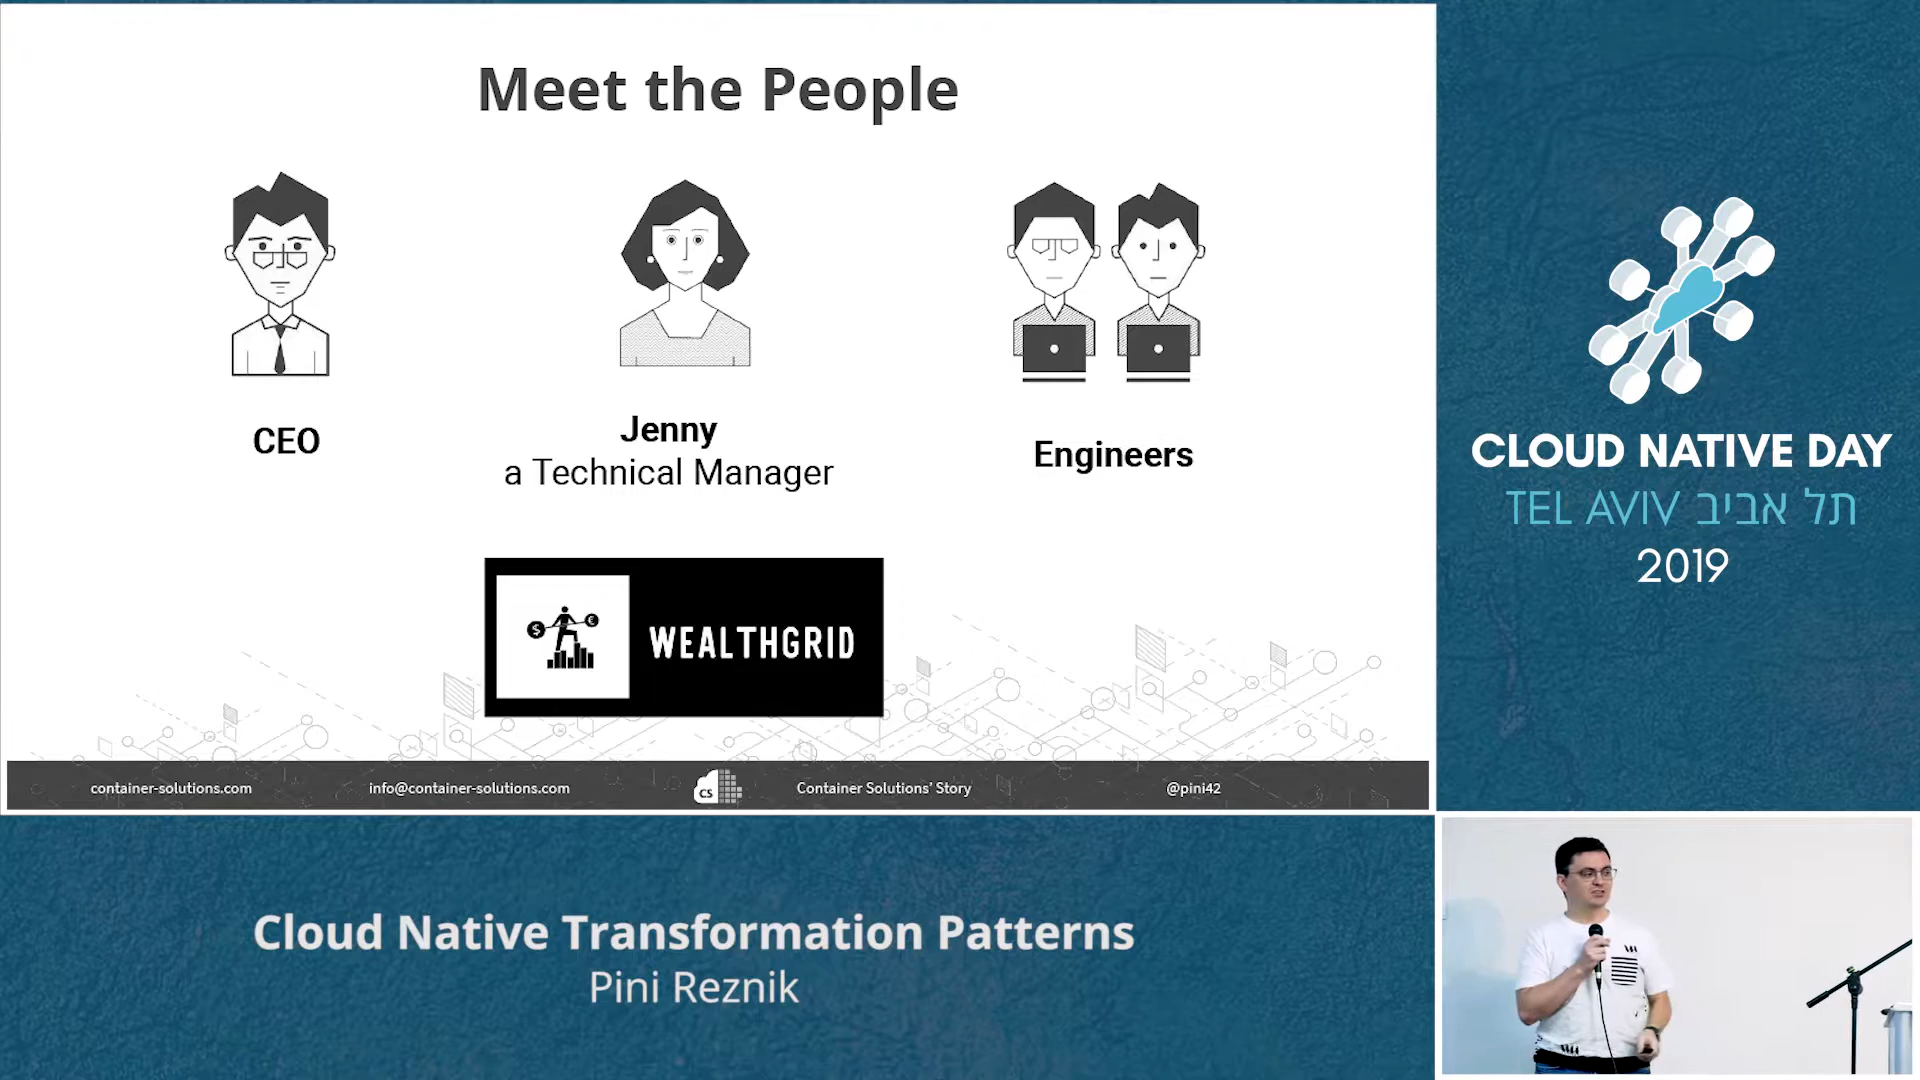 Meet the People
CEO
Jenny
a Technical Manager
Engineers
$ €
WEALTHGRID
container-solutions.com
info@container-solutions.com
CS
Container Solutions’ Story
@pini42
CLOUD NATIVE DAY
TEL AVIV תל אביב
2019
Cloud Native Transformation Patterns
Pini Reznik